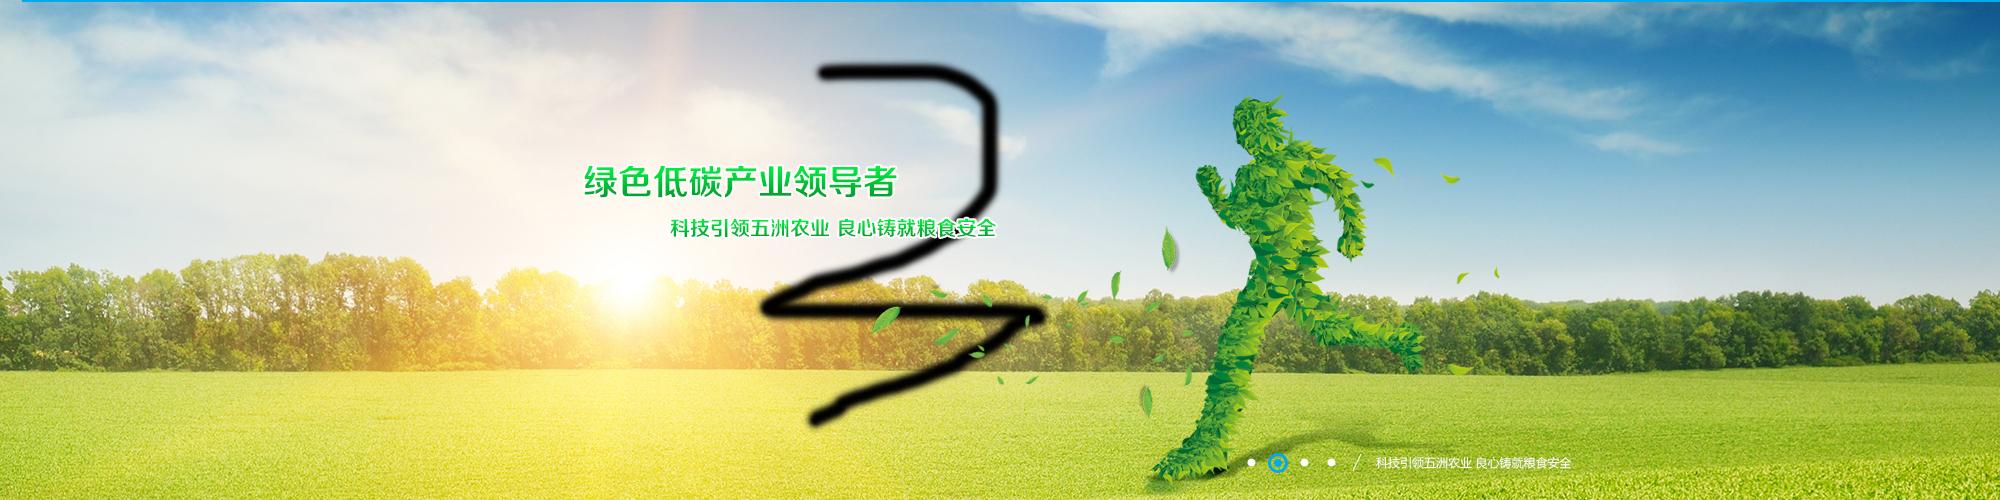 绿色低碳产业领导者
科技引领五洲农业 良心铸就粮食安全
科技引领五洲农业 良心铸就粮食安全